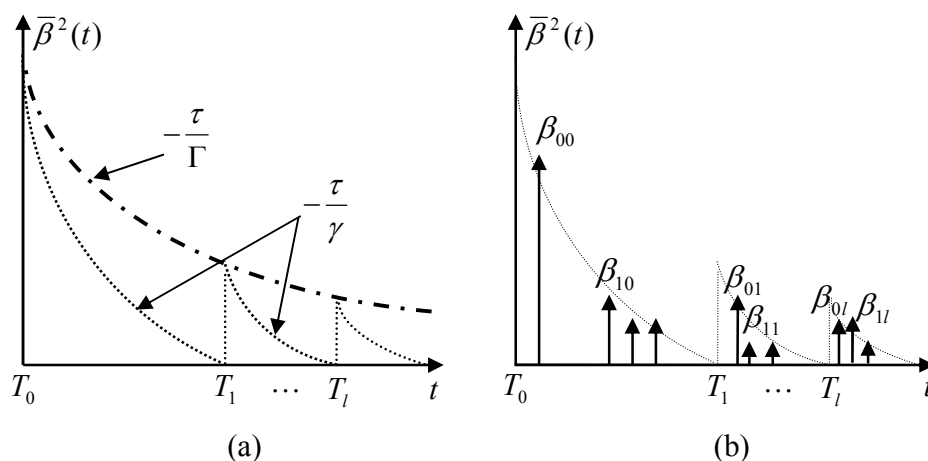 β̄²(t)
−τ/Γ
−τ/γ
T₀ T₁ ⋯ T_l t
(a)
β̄²(t)
β₀₀
β₁₀ β₀₁ β₁₁ β₀l β₁l
T₀ T₁ ⋯ T_l t
(b)